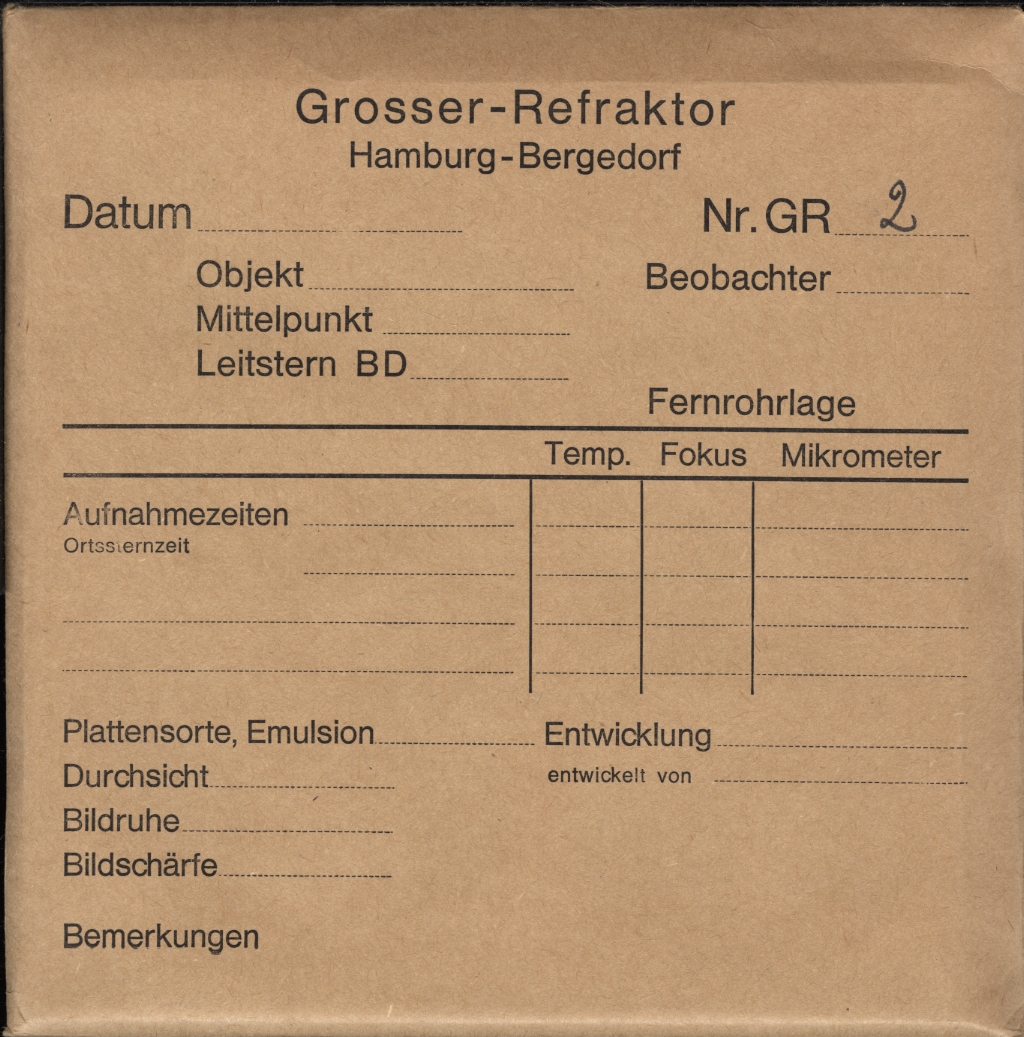 Grosser-Refraktor
Hamburg-Bergedorf
Datum
Nr. GR 2
Objekt
Beobachter
Mittelpunkt
Leitstern BD
Fernrohrlage
Temp. Fokus Mikrometer
Aufnahmezeiten
Ortssternzeit
Plattensorte, Emulsion
Entwicklung
Durchsicht
entwickelt von
Bildruhe
Bildschärfe
Bemerkungen